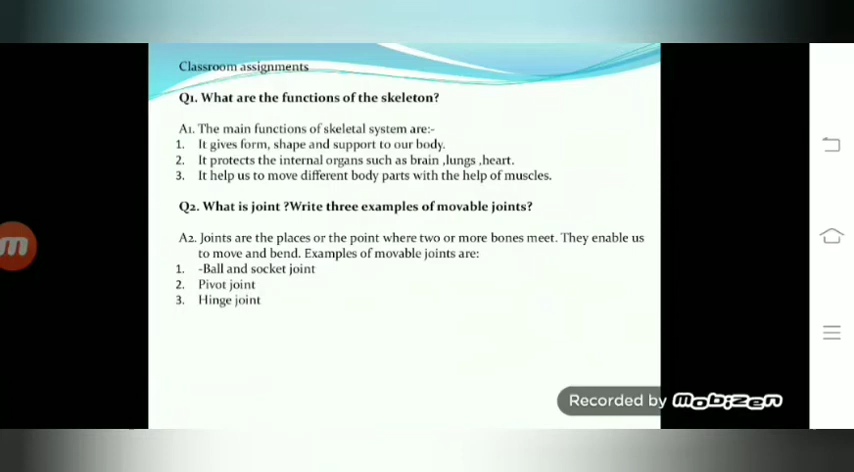 Classroom assignments
Q1. What are the functions of the skeleton?
A1. The main functions of skeletal system are:-
1. It gives form, shape and support to our body.
2. It protects the internal organs such as brain ,lungs ,heart.
3. It help us to move different body parts with the help of muscles.
Q2. What is joint ?Write three examples of movable joints?
A2. Joints are the places or the point where two or more bones meet. They enable us
to move and bend. Examples of movable joints are:
1. -Ball and socket joint
2. Pivot joint
3. Hinge joint
m
Recorded by mobizen